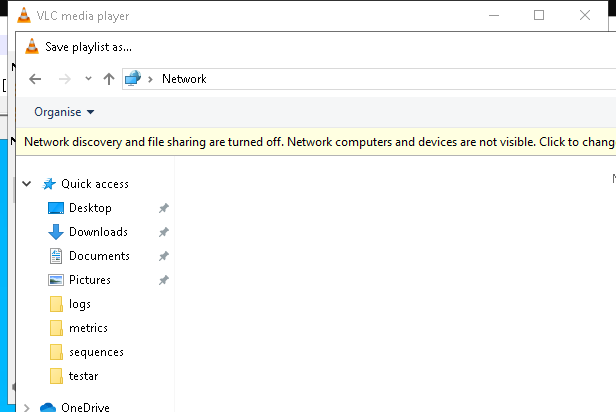 VLC media player
Save playlist as...
Network
Organise
Network discovery and file sharing are turned off. Network computers and devices are not visible. Click to chang
Quick access
Desktop
Downloads
Documents
Pictures
logs
metrics
sequences
testar
OneDrive